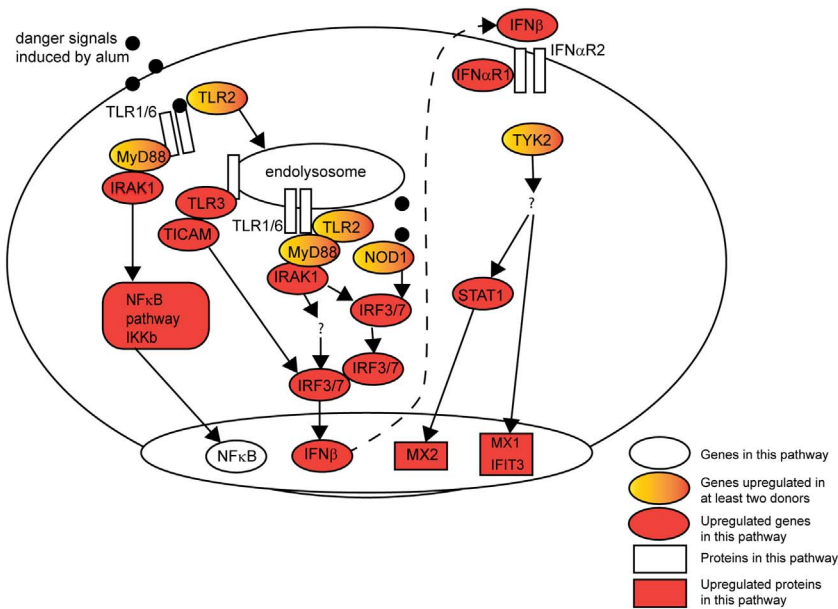 danger signals
induced by alum
TLR1/6
TLR2
MyD88
IRAK1
NFκB
pathway
IKKb
endolysosome
TLR3
TICAM
TLR1/6
TLR2
MyD88
IRAK1
NOD1
IRF3/7
?
IRF3/7
IRF3/7
NFκB
IFNβ
IFNβ
IFNαR2
IFNαR1
TYK2
?
STAT1
MX2
MX1
IFIT3
Genes in this pathway
Genes upregulated in
at least two donors
Upregulated genes
in this pathway
Proteins in this pathway
Upregulated proteins
in this pathway